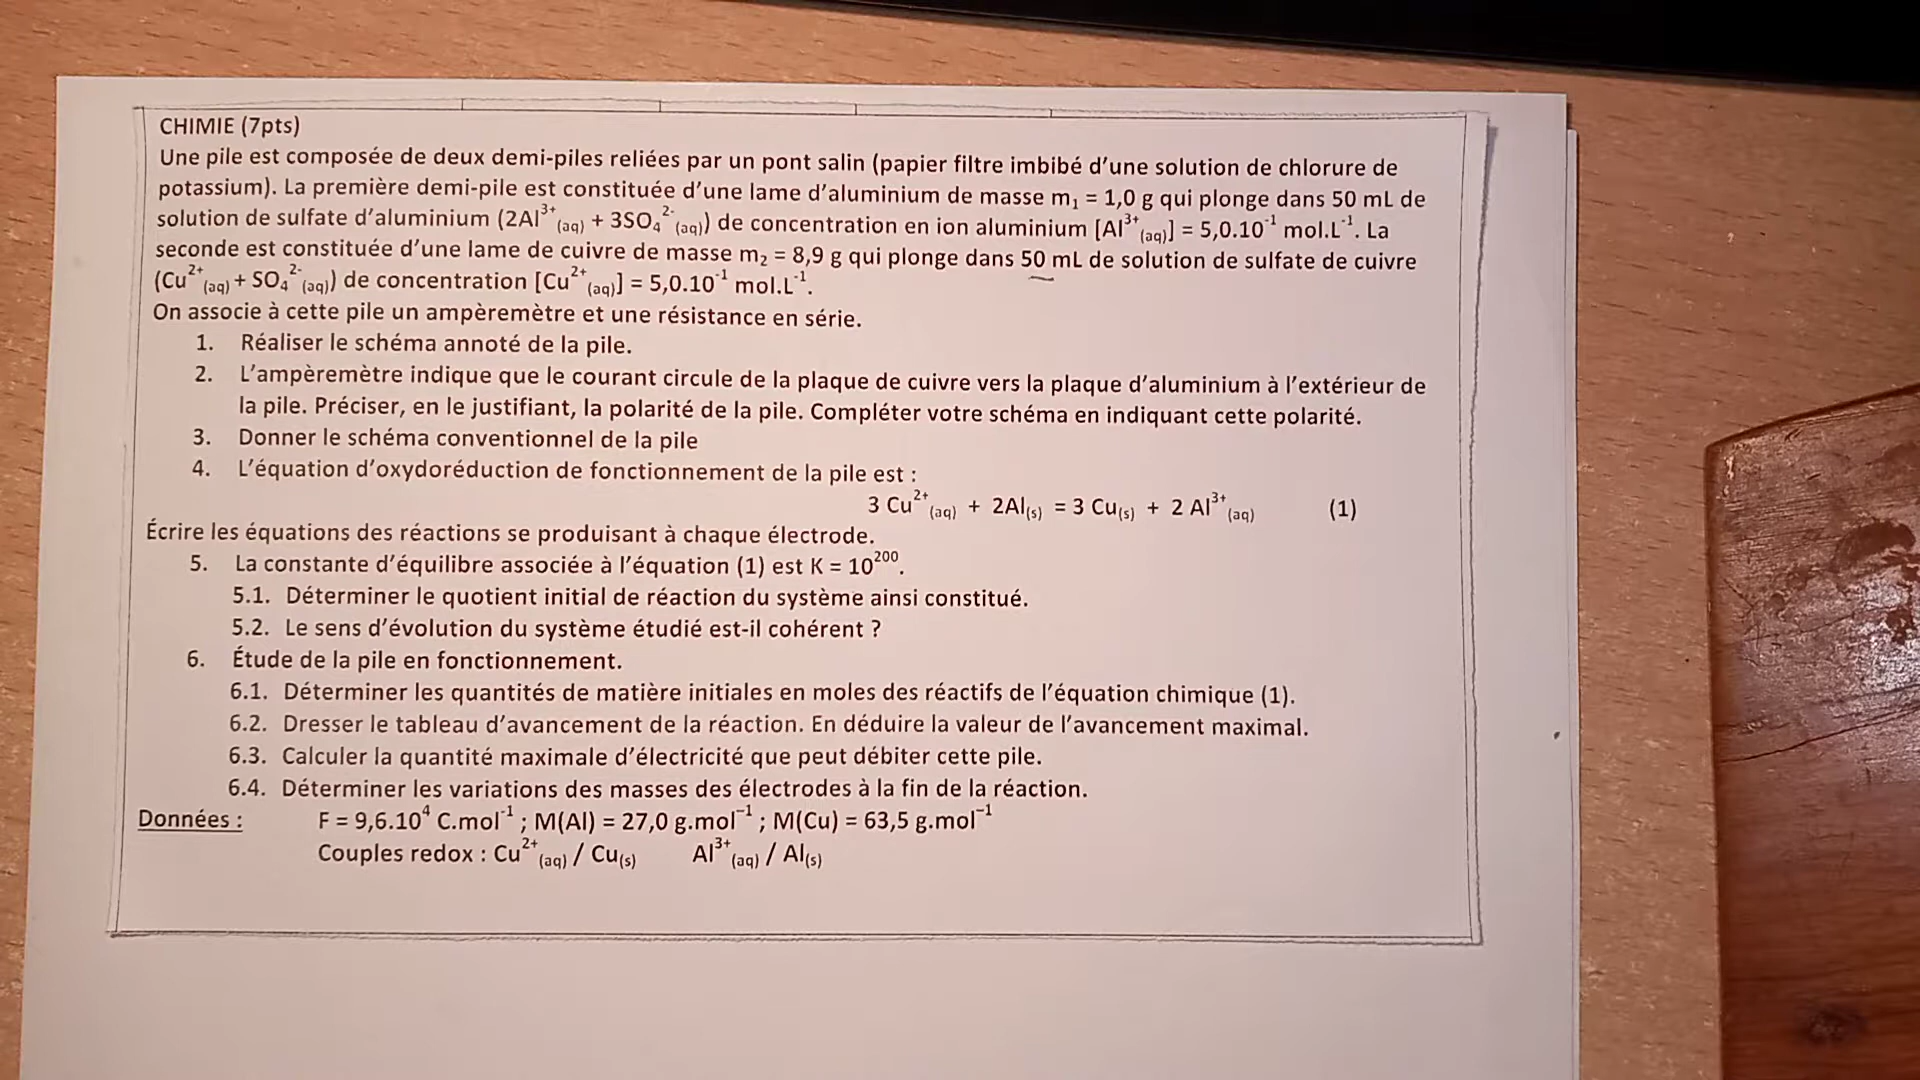 CHIMIE (7pts)
Une pile est composée de deux demi-piles reliées par un pont salin (papier filtre imbibé d'une solution de chlorure de
potassium). La première demi-pile est constituée d'une lame d'aluminium de masse m₁ = 1,0 g qui plonge dans 50 mL de
solution de sulfate d'aluminium (2Al³⁺(aq) + 3SO₄²⁻(aq)) de concentration en ion aluminium [Al³⁺(aq)] = 5,0.10⁻¹ mol.L⁻¹. La
seconde est constituée d'une lame de cuivre de masse m₂ = 8,9 g qui plonge dans 50 mL de solution de sulfate de cuivre
(Cu²⁺(aq) + SO₄²⁻(aq)) de concentration [Cu²⁺(aq)] = 5,0.10⁻¹ mol.L⁻¹.
On associe à cette pile un ampèremètre et une résistance en série.
1. Réaliser le schéma annoté de la pile.
2. L'ampèremètre indique que le courant circule de la plaque de cuivre vers la plaque d'aluminium à l'extérieur de
la pile. Préciser, en le justifiant, la polarité de la pile. Compléter votre schéma en indiquant cette polarité.
3. Donner le schéma conventionnel de la pile
4. L'équation d'oxydoréduction de fonctionnement de la pile est :
3 Cu²⁺(aq) + 2Al(s) = 3 Cu(s) + 2 Al³⁺(aq) (1)
Écrire les équations des réactions se produisant à chaque électrode.
5. La constante d'équilibre associée à l'équation (1) est K = 10²⁰⁰.
5.1. Déterminer le quotient initial de réaction du système ainsi constitué.
5.2. Le sens d'évolution du système étudié est-il cohérent ?
6. Étude de la pile en fonctionnement.
6.1. Déterminer les quantités de matière initiales en moles des réactifs de l'équation chimique (1).
6.2. Dresser le tableau d'avancement de la réaction. En déduire la valeur de l'avancement maximal.
6.3. Calculer la quantité maximale d'électricité que peut débiter cette pile.
6.4. Déterminer les variations des masses des électrodes à la fin de la réaction.
Données : F = 9,6.10⁴ C.mol⁻¹ ; M(Al) = 27,0 g.mol⁻¹ ; M(Cu) = 63,5 g.mol⁻¹
Couples redox : Cu²⁺(aq) / Cu(s) Al³⁺(aq) / Al(s)